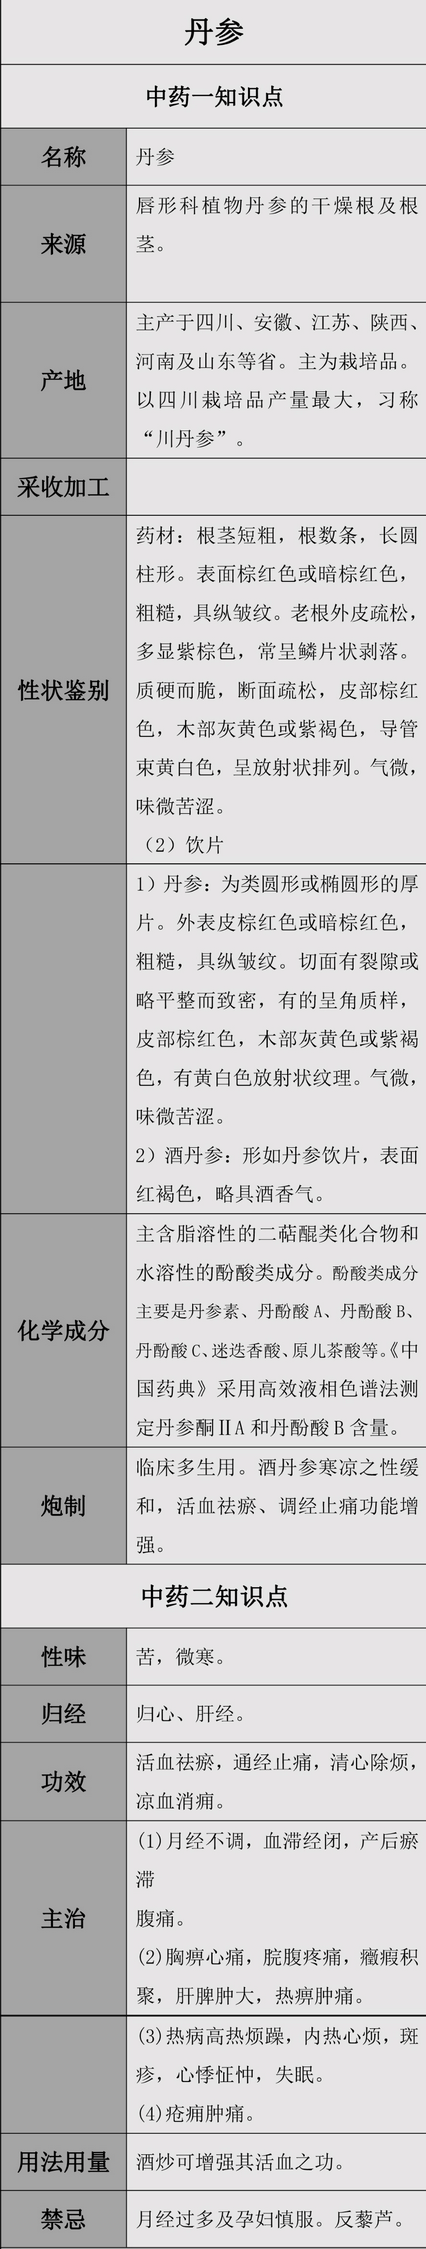 丹参
中药一知识点
名称
丹参
来源
唇形科植物丹参的干燥根及根
茎。
产地
主产于四川、安徽、江苏、陕西、
河南及山东等省。主为栽培品。
以四川栽培品产量最大，习称
“川丹参”。
采收加工
性状鉴别
药材：根茎短粗，根数条，长圆
柱形。表面棕红色或暗棕红色，
粗糙，具纵皱纹。老根外皮疏松，
多显紫棕色，常呈鳞片状剥落。
质硬而脆，断面疏松，皮部棕红
色，木部灰黄色或紫褐色，导管
束黄白色，呈放射状排列。气微，
味微苦涩。
（2）饮片
1）丹参：为类圆形或椭圆形的厚
片。外表皮棕红色或暗棕红色，
粗糙，具纵皱纹。切面有裂隙或
略平整而致密，有的呈角质样，
皮部棕红色，木部灰黄色或紫褐
色，有黄白色放射状纹理。气微，
味微苦涩。
2）酒丹参：形如丹参饮片，表面
红褐色，略具酒香气。
化学成分
主含脂溶性的二萜醌类化合物和
水溶性的酚酸类成分。酚酸类成分
主要是丹参素、丹酚酸A、丹酚酸B、
丹酚酸C、迷迭香酸、原儿茶酸等。《中
国药典》采用高效液相色谱法测
定丹参酮ⅡA和丹酚酸B含量。
炮制
临床多生用。酒丹参寒凉之性缓
和，活血祛瘀、调经止痛功能增
强。
中药二知识点
性味
苦，微寒。
归经
归心、肝经。
功效
活血祛瘀，通经止痛，清心除烦，
凉血消痈。
主治
(1)月经不调，血滞经闭，产后瘀
滞
腹痛。
(2)胸痹心痛，脘腹疼痛，癥瘕积
聚，肝脾肿大，热痹肿痛。
(3)热病高热烦躁，内热心烦，斑
疹，心悸怔忡，失眠。
(4)疮痈肿痛。
用法用量
酒炒可增强其活血之功。
禁忌
月经过多及孕妇慎服。反藜芦。